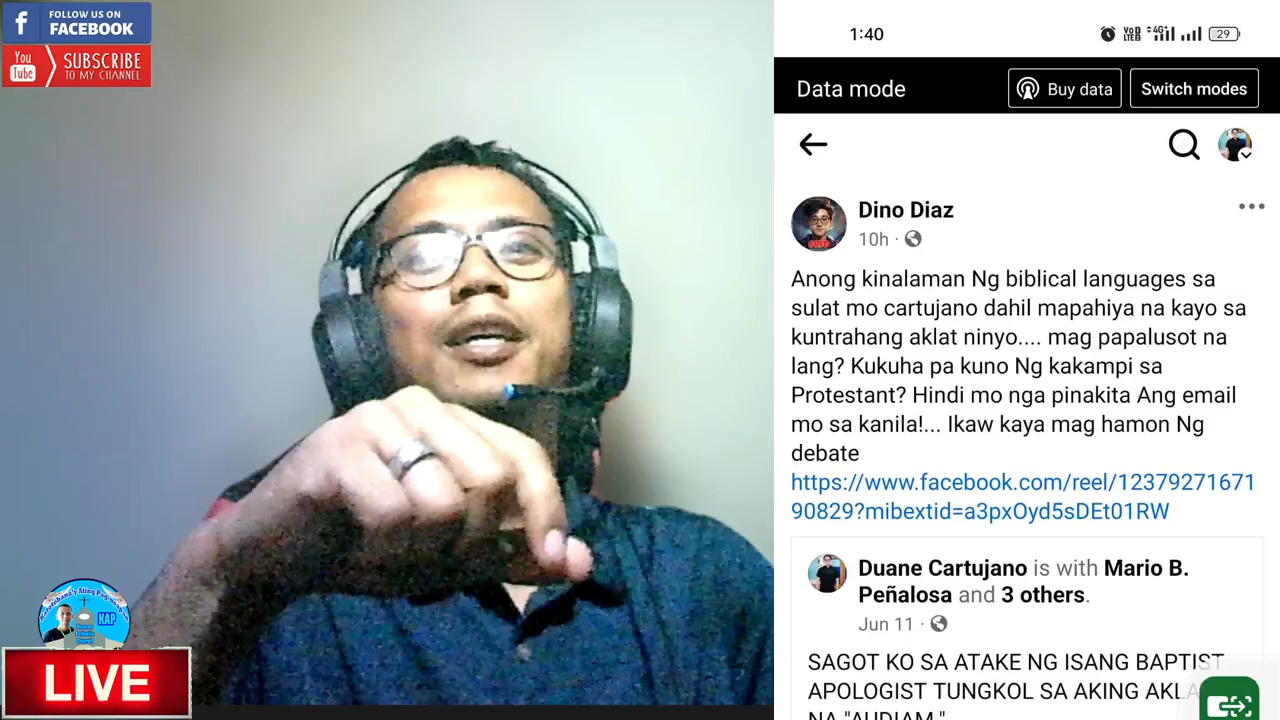 FOLLOW US ON
FACEBOOK
You
Tube
SUBSCRIBE
TO MY CHANNEL
KAP
LIVE
1:40
29
Data mode
Buy data
Switch modes
Dino Diaz
10h ·
Anong kinalaman Ng biblical languages sa
sulat mo cartujano dahil mapahiya na kayo sa
kuntrahang aklat ninyo.... mag papalusot na
lang? Kukuha pa kuno Ng kakampi sa
Protestant? Hindi mo nga pinakita Ang email
mo sa kanila!... Ikaw kaya mag hamon Ng
debate
https://www.facebook.com/reel/12379271671
90829?mibextid=a3pxOyd5sDEt01RW
Duane Cartujano is with Mario B.
Peñalosa and 3 others.
Jun 11 ·
SAGOT KO SA ATAKE NG ISANG BAPTIST
APOLOGIST TUNGKOL SA AKING
NA "AUDIAM."